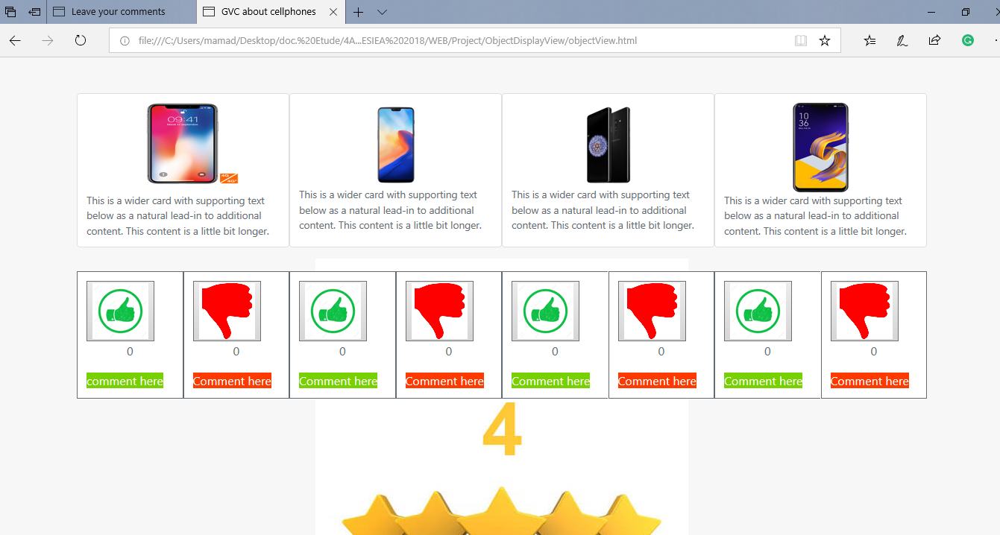 Leave your comments
GVC about cellphones
file:///C:/Users/mamad/Desktop/doc.%20Etude/4A...ESIEA%202018/WEB/Project/ObjectDisplayView/objectView.html
G
09:41
4G
4G+
10
36
This is a wider card with supporting text
below as a natural lead-in to additional
content. This content is a little bit longer.
This is a wider card with supporting text
below as a natural lead-in to additional
content. This content is a little bit longer.
This is a wider card with supporting text
below as a natural lead-in to additional
content. This content is a little bit longer.
This is a wider card with supporting text
below as a natural lead-in to additional
content. This content is a little bit longer.
0 0 0 0 0 0 0 0
comment here Comment here Comment here Comment here Comment here Comment here Comment here Comment here
4